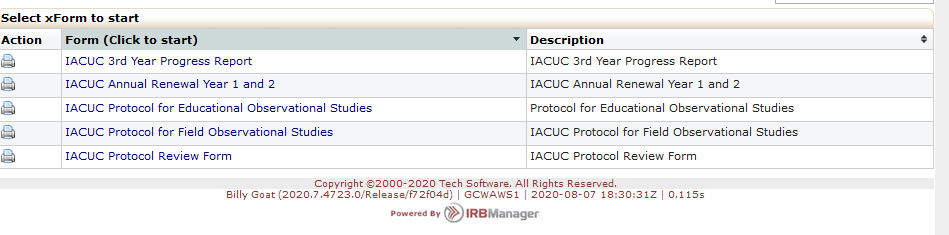 Select xForm to start
Action Form (Click to start) Description
IACUC 3rd Year Progress Report IACUC 3rd Year Progress Report
IACUC Annual Renewal Year 1 and 2 IACUC Annual Renewal Year 1 and 2
IACUC Protocol for Educational Observational Studies Protocol for Educational Observational Studies
IACUC Protocol for Field Observational Studies IACUC Protocol for Field Observational Studies
IACUC Protocol Review Form IACUC Protocol Review Form
Copyright ©2000-2020 Tech Software. All Rights Reserved.
Billy Goat (2020.7.4723.0/Release/f72f04d) | GCWAWS1 | 2020-08-07 18:30:31Z | 0.115s
Powered By IRBManager